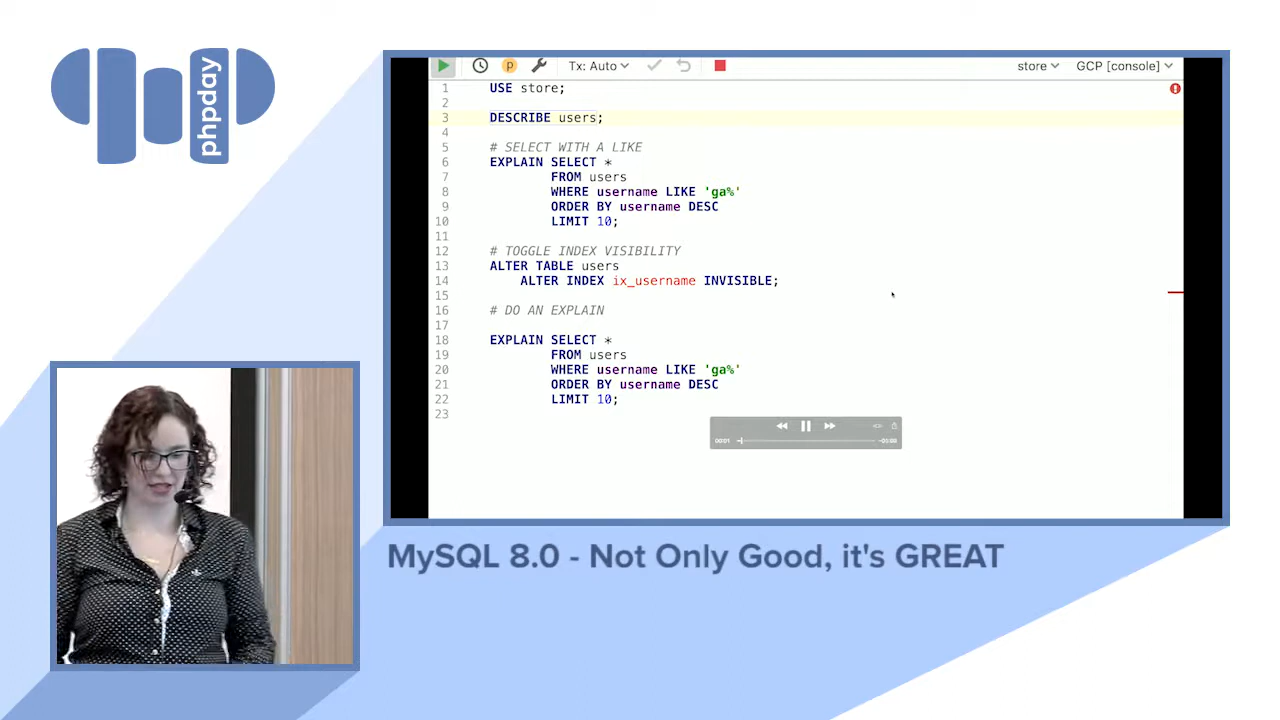 phpday
Tx: Auto
store
GCP [console]
1 USE store;
2
3 DESCRIBE users;
4
5 # SELECT WITH A LIKE
6 EXPLAIN SELECT *
7 FROM users
8 WHERE username LIKE 'ga%'
9 ORDER BY username DESC
10 LIMIT 10;
11
12 # TOGGLE INDEX VISIBILITY
13 ALTER TABLE users
14 ALTER INDEX ix_username INVISIBLE;
15
16 # DO AN EXPLAIN
17
18 EXPLAIN SELECT *
19 FROM users
20 WHERE username LIKE 'ga%'
21 ORDER BY username DESC
22 LIMIT 10;
23
00:01
MySQL 8.0 - Not Only Good, it's GREAT